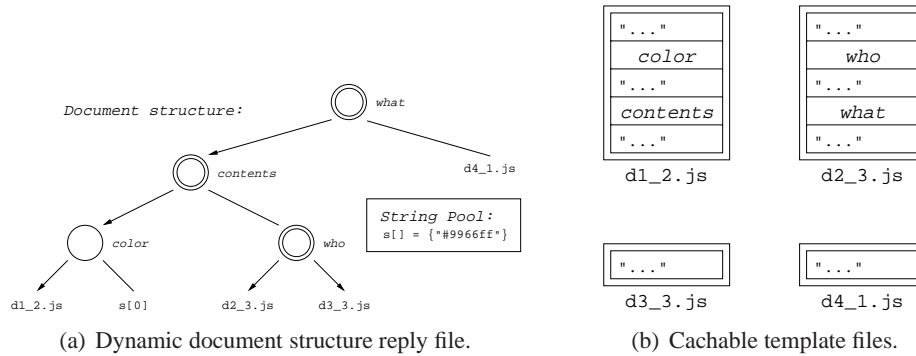 Document structure:
what
contents
d4_1.js
String Pool:
s[] = {"#9966ff"}
color
who
d1_2.js
s[0]
d2_3.js
d3_3.js
(a) Dynamic document structure reply file.
"..."
color
"..."
contents
"..."
d1_2.js
"..."
who
"..."
what
"..."
d2_3.js
"..."
d3_3.js
"..."
d4_1.js
(b) Cachable template files.